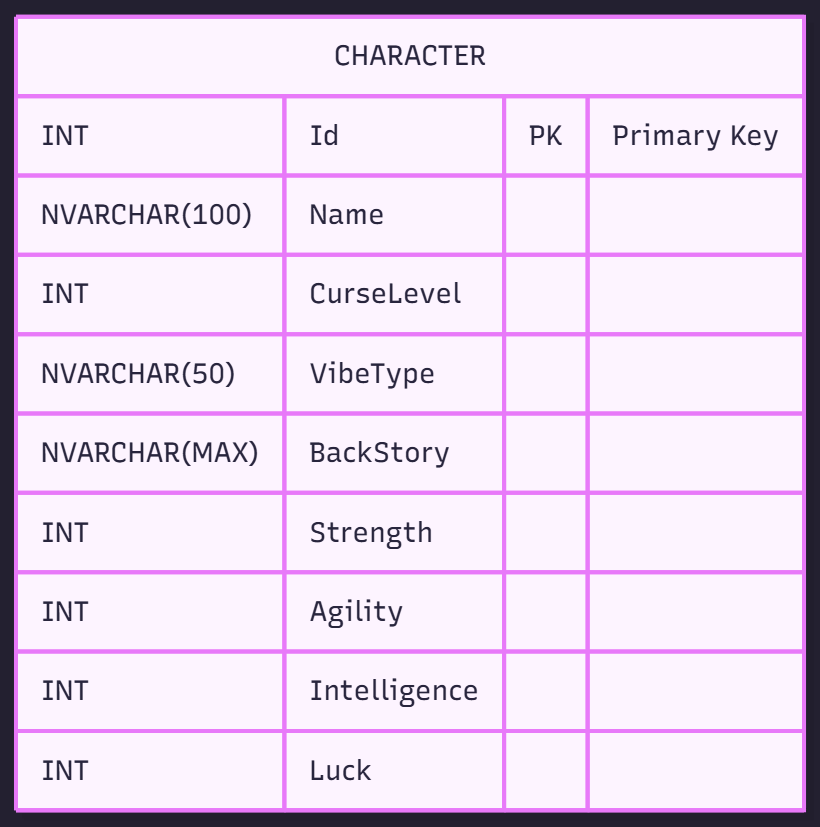 CHARACTER
INT Id PK Primary Key
NVARCHAR(100) Name
INT CurseLevel
NVARCHAR(50) VibeType
NVARCHAR(MAX) BackStory
INT Strength
INT Agility
INT Intelligence
INT Luck